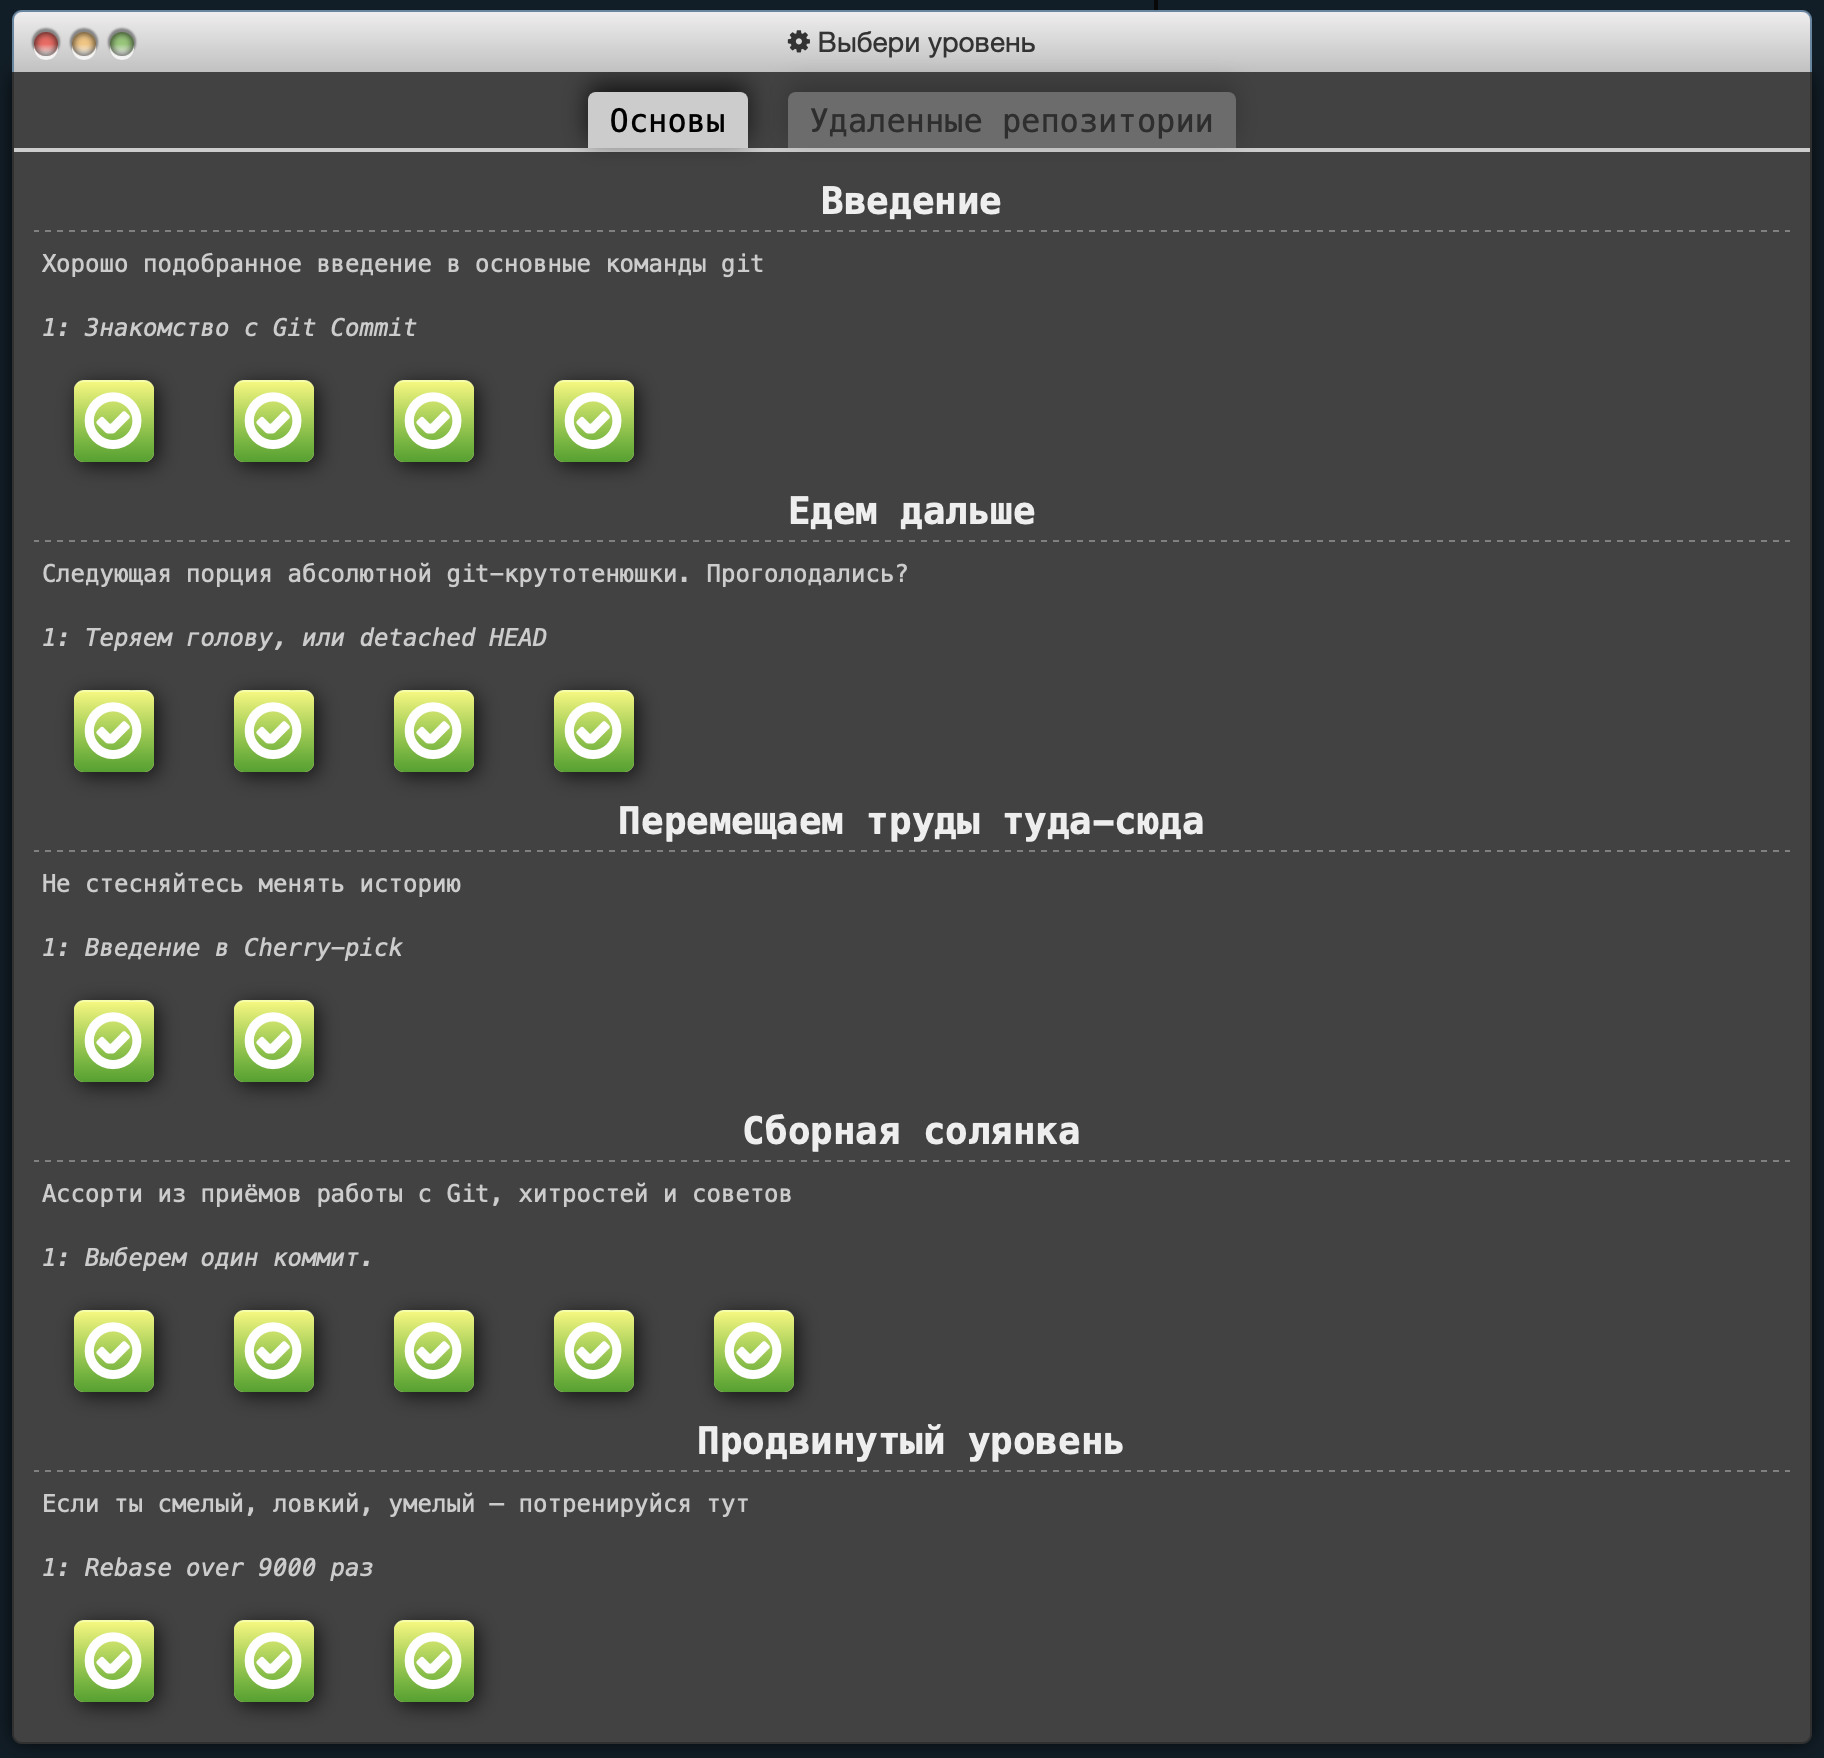 Выбери уровень
Основы
Удаленные репозитории
Введение
Хорошо подобранное введение в основные команды git
1: Знакомство с Git Commit
Едем дальше
Следующая порция абсолютной git-крутотенюшки. Проголодались?
1: Теряем голову, или detached HEAD
Перемещаем труды туда-сюда
Не стесняйтесь менять историю
1: Введение в Cherry-pick
Сборная солянка
Ассорти из приёмов работы с Git, хитростей и советов
1: Выберем один коммит.
Продвинутый уровень
Если ты смелый, ловкий, умелый — потренируйся тут
1: Rebase over 9000 раз